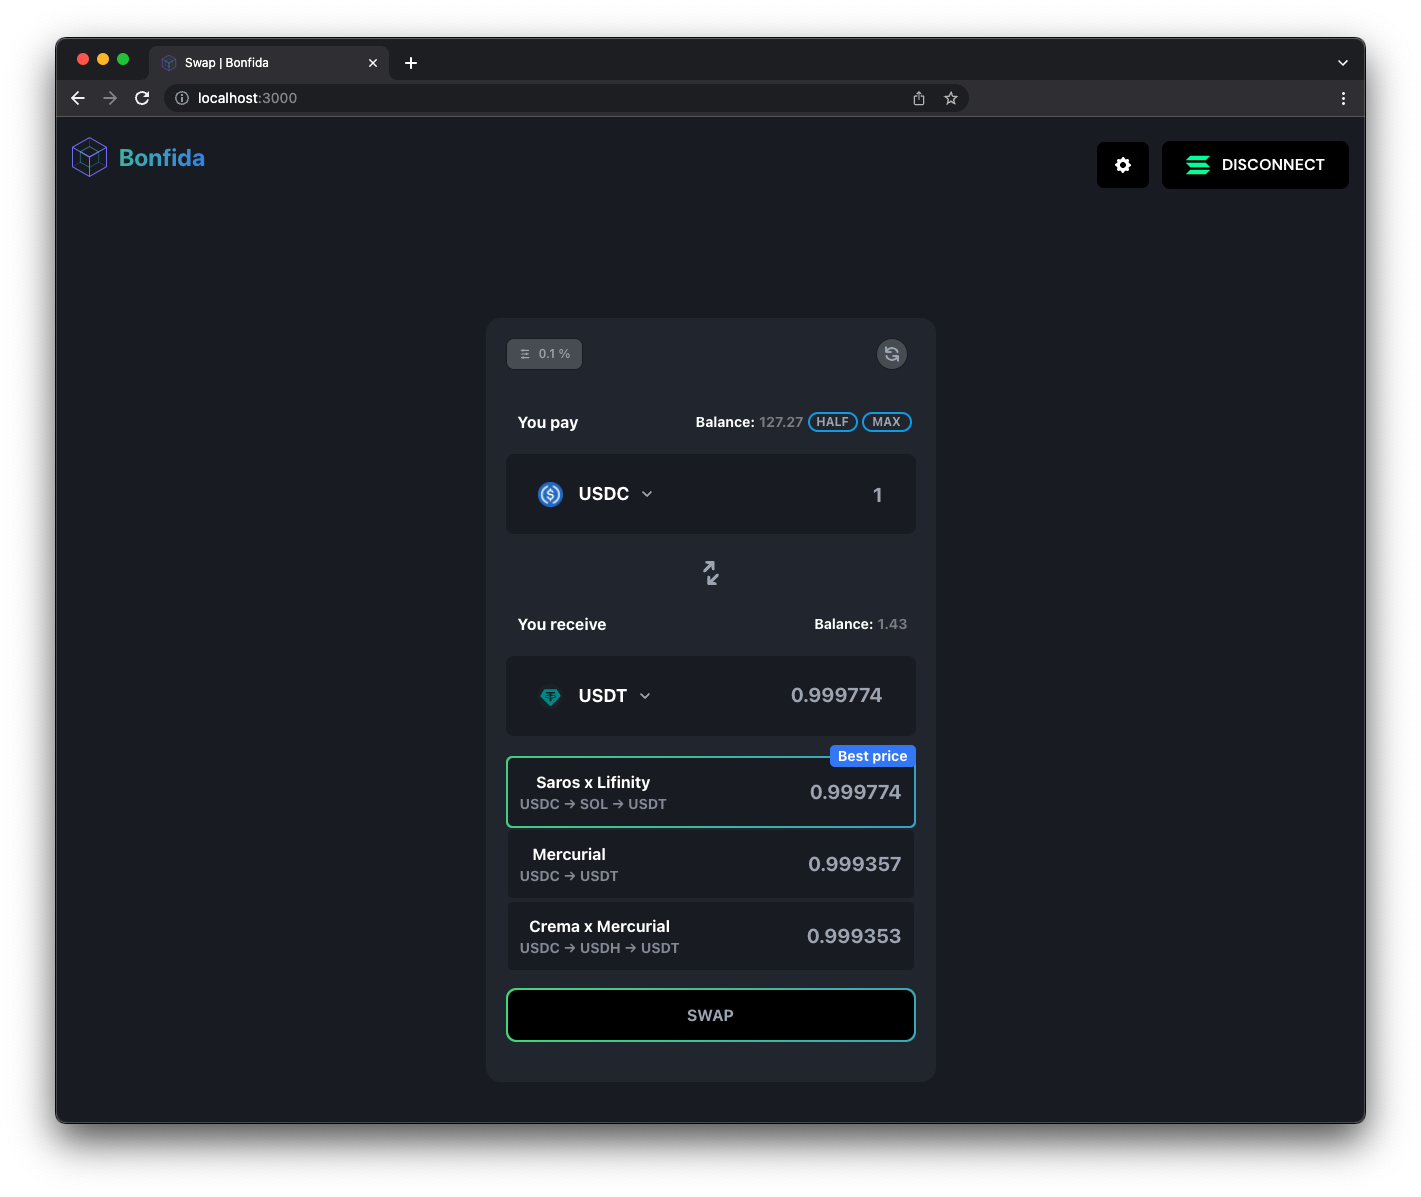 Swap | Bonfida
localhost:3000
Bonfida
DISCONNECT
0.1 %
You pay
Balance: 127.27 HALF MAX
USDC 1
You receive
Balance: 1.43
USDT 0.999774
Best price
Saros x Lifinity
USDC → SOL → USDT
0.999774
Mercurial
USDC → USDT
0.999357
Crema x Mercurial
USDC → USDH → USDT
0.999353
SWAP